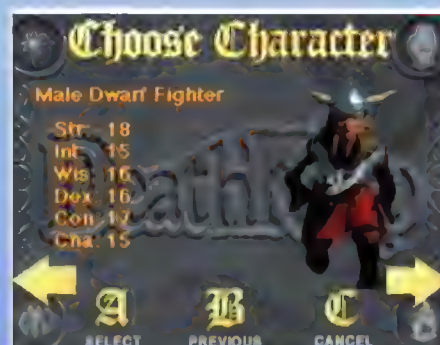 Choose Character
Male Dwarf Fighter
Str: 18
Int: 15
Wis: 16
Dex: 16
Con: 17
Cha: 15
A B C
SELECT PREVIOUS CANCEL